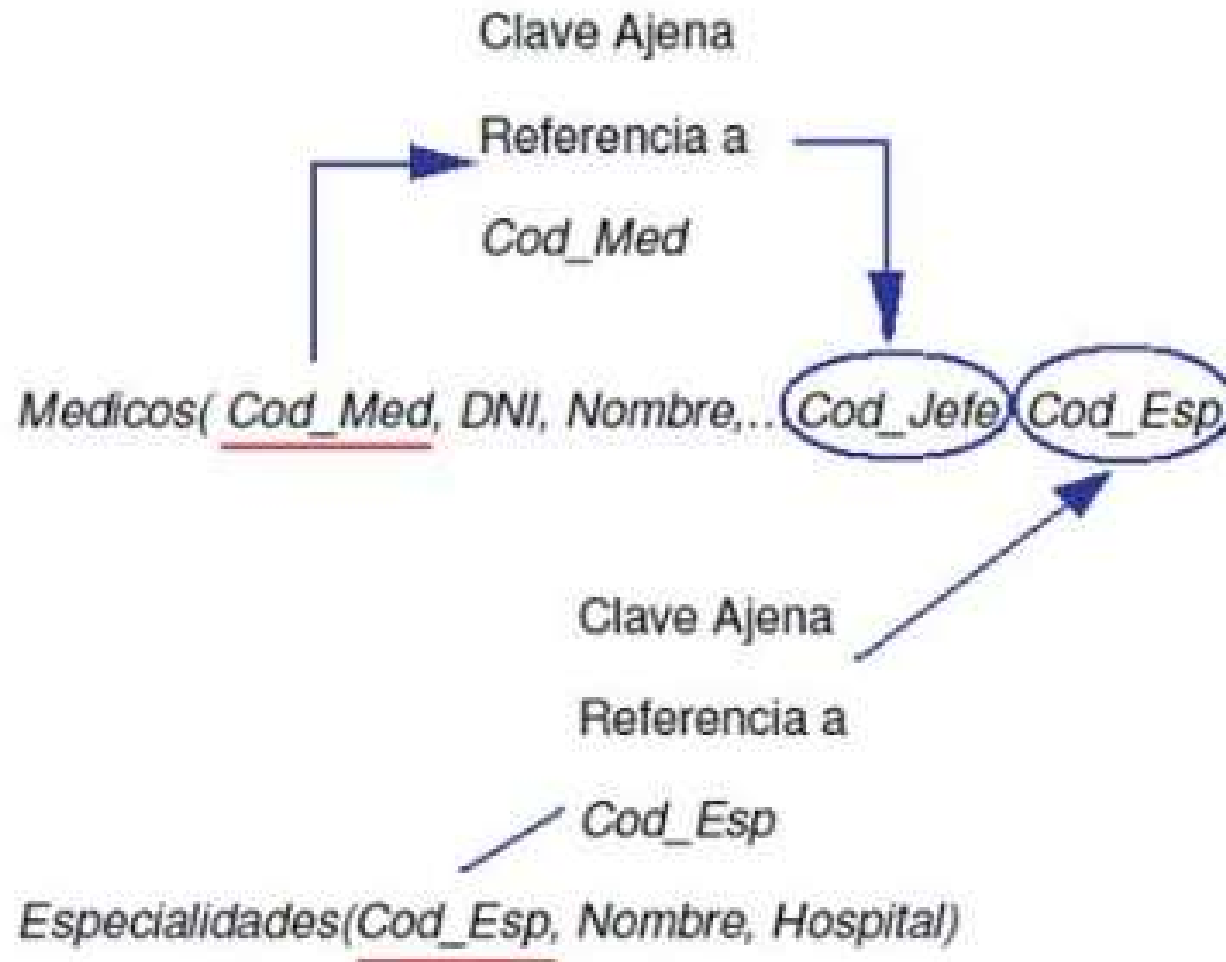 Clave Ajena
Referencia a
Cod_Med
Medicos( Cod_Med, DNI, Nombre,... Cod_Jefe Cod_Esp
Clave Ajena
Referencia a
Cod_Esp
Especialidades(Cod_Esp, Nombre, Hospital)